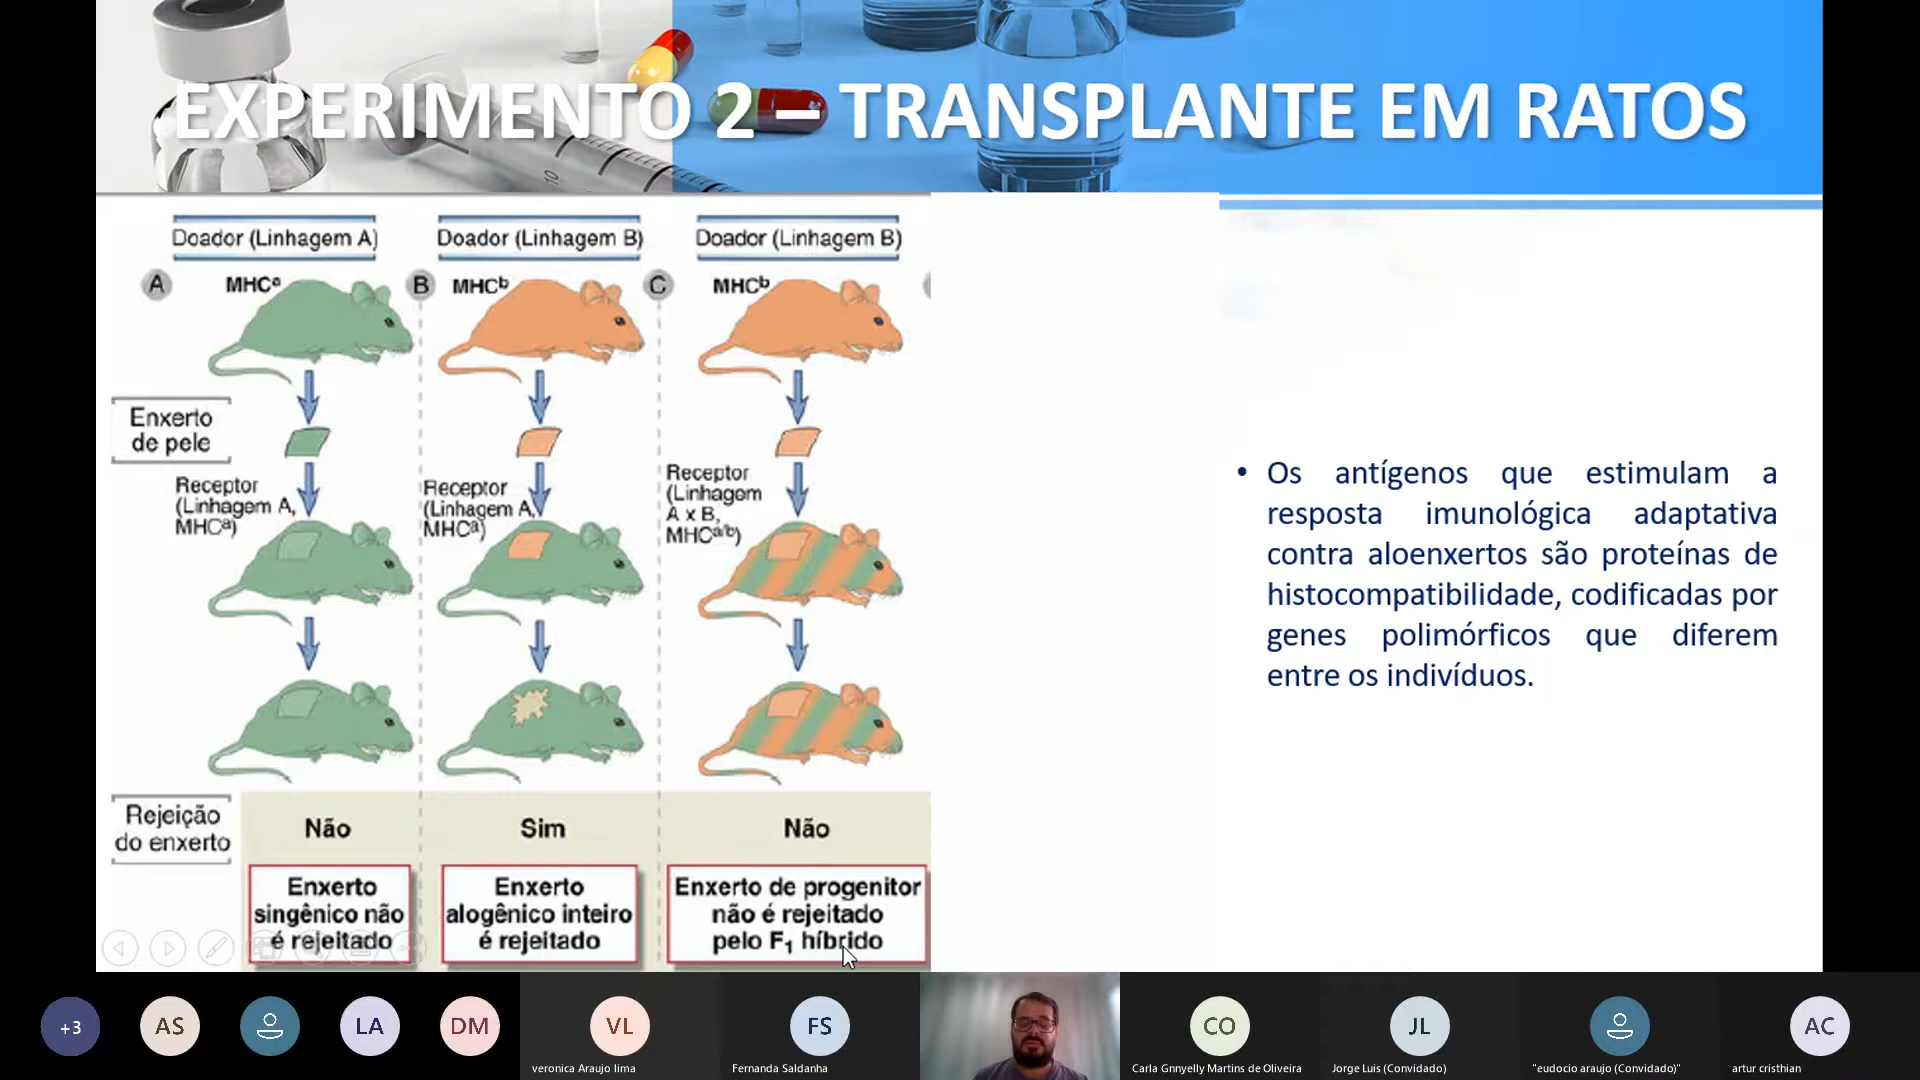 EXPERIMENTO 2 – TRANSPLANTE EM RATOS
Doador (Linhagem A)
Doador (Linhagem B)
Doador (Linhagem B)
A
MHCᵃ
B
MHCᵇ
C
MHCᵇ
Enxerto
de pele
Receptor
(Linhagem A,
MHCᵃ)
Receptor
(Linhagem A,
MHCᵃ)
Receptor
(Linhagem
A x B,
MHCᵃ/ᵇ)
Rejeição
do enxerto
Não
Sim
Não
Enxerto
singênico não
é rejeitado
Enxerto
alogênico inteiro
é rejeitado
Enxerto de progenitor
não é rejeitado
pelo F₁ híbrido
• Os antígenos que estimulam a
resposta imunológica adaptativa
contra aloenxertos são proteínas de
histocompatibilidade, codificadas por
genes polimórficos que diferem
entre os indivíduos.
10
+3
AS
LA
DM
VL
veronica Araujo lima
FS
Fernanda Saldanha
CO
Carla Gnnyelly Martins de Oliveira
JL
Jorge Luis (Convidado)
"eudocio araujo (Convidado)"
AC
artur cristhian